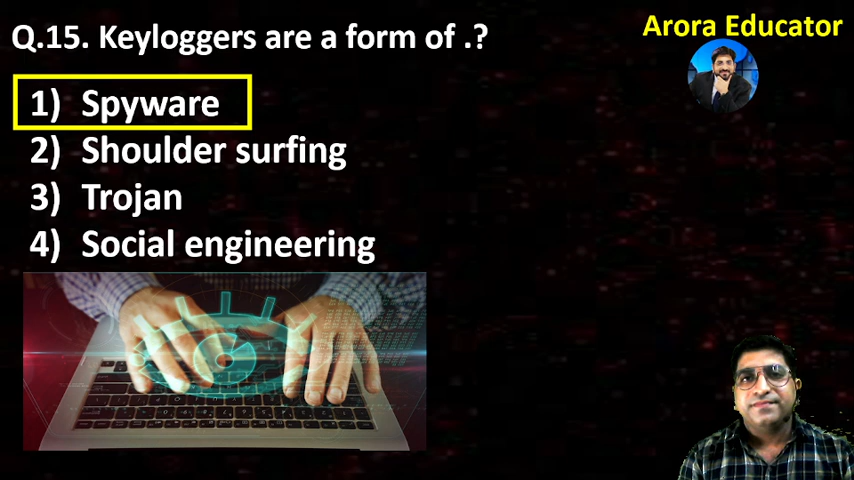 Q.15. Keyloggers are a form of .?
Arora Educator
1) Spyware
2) Shoulder surfing
3) Trojan
4) Social engineering